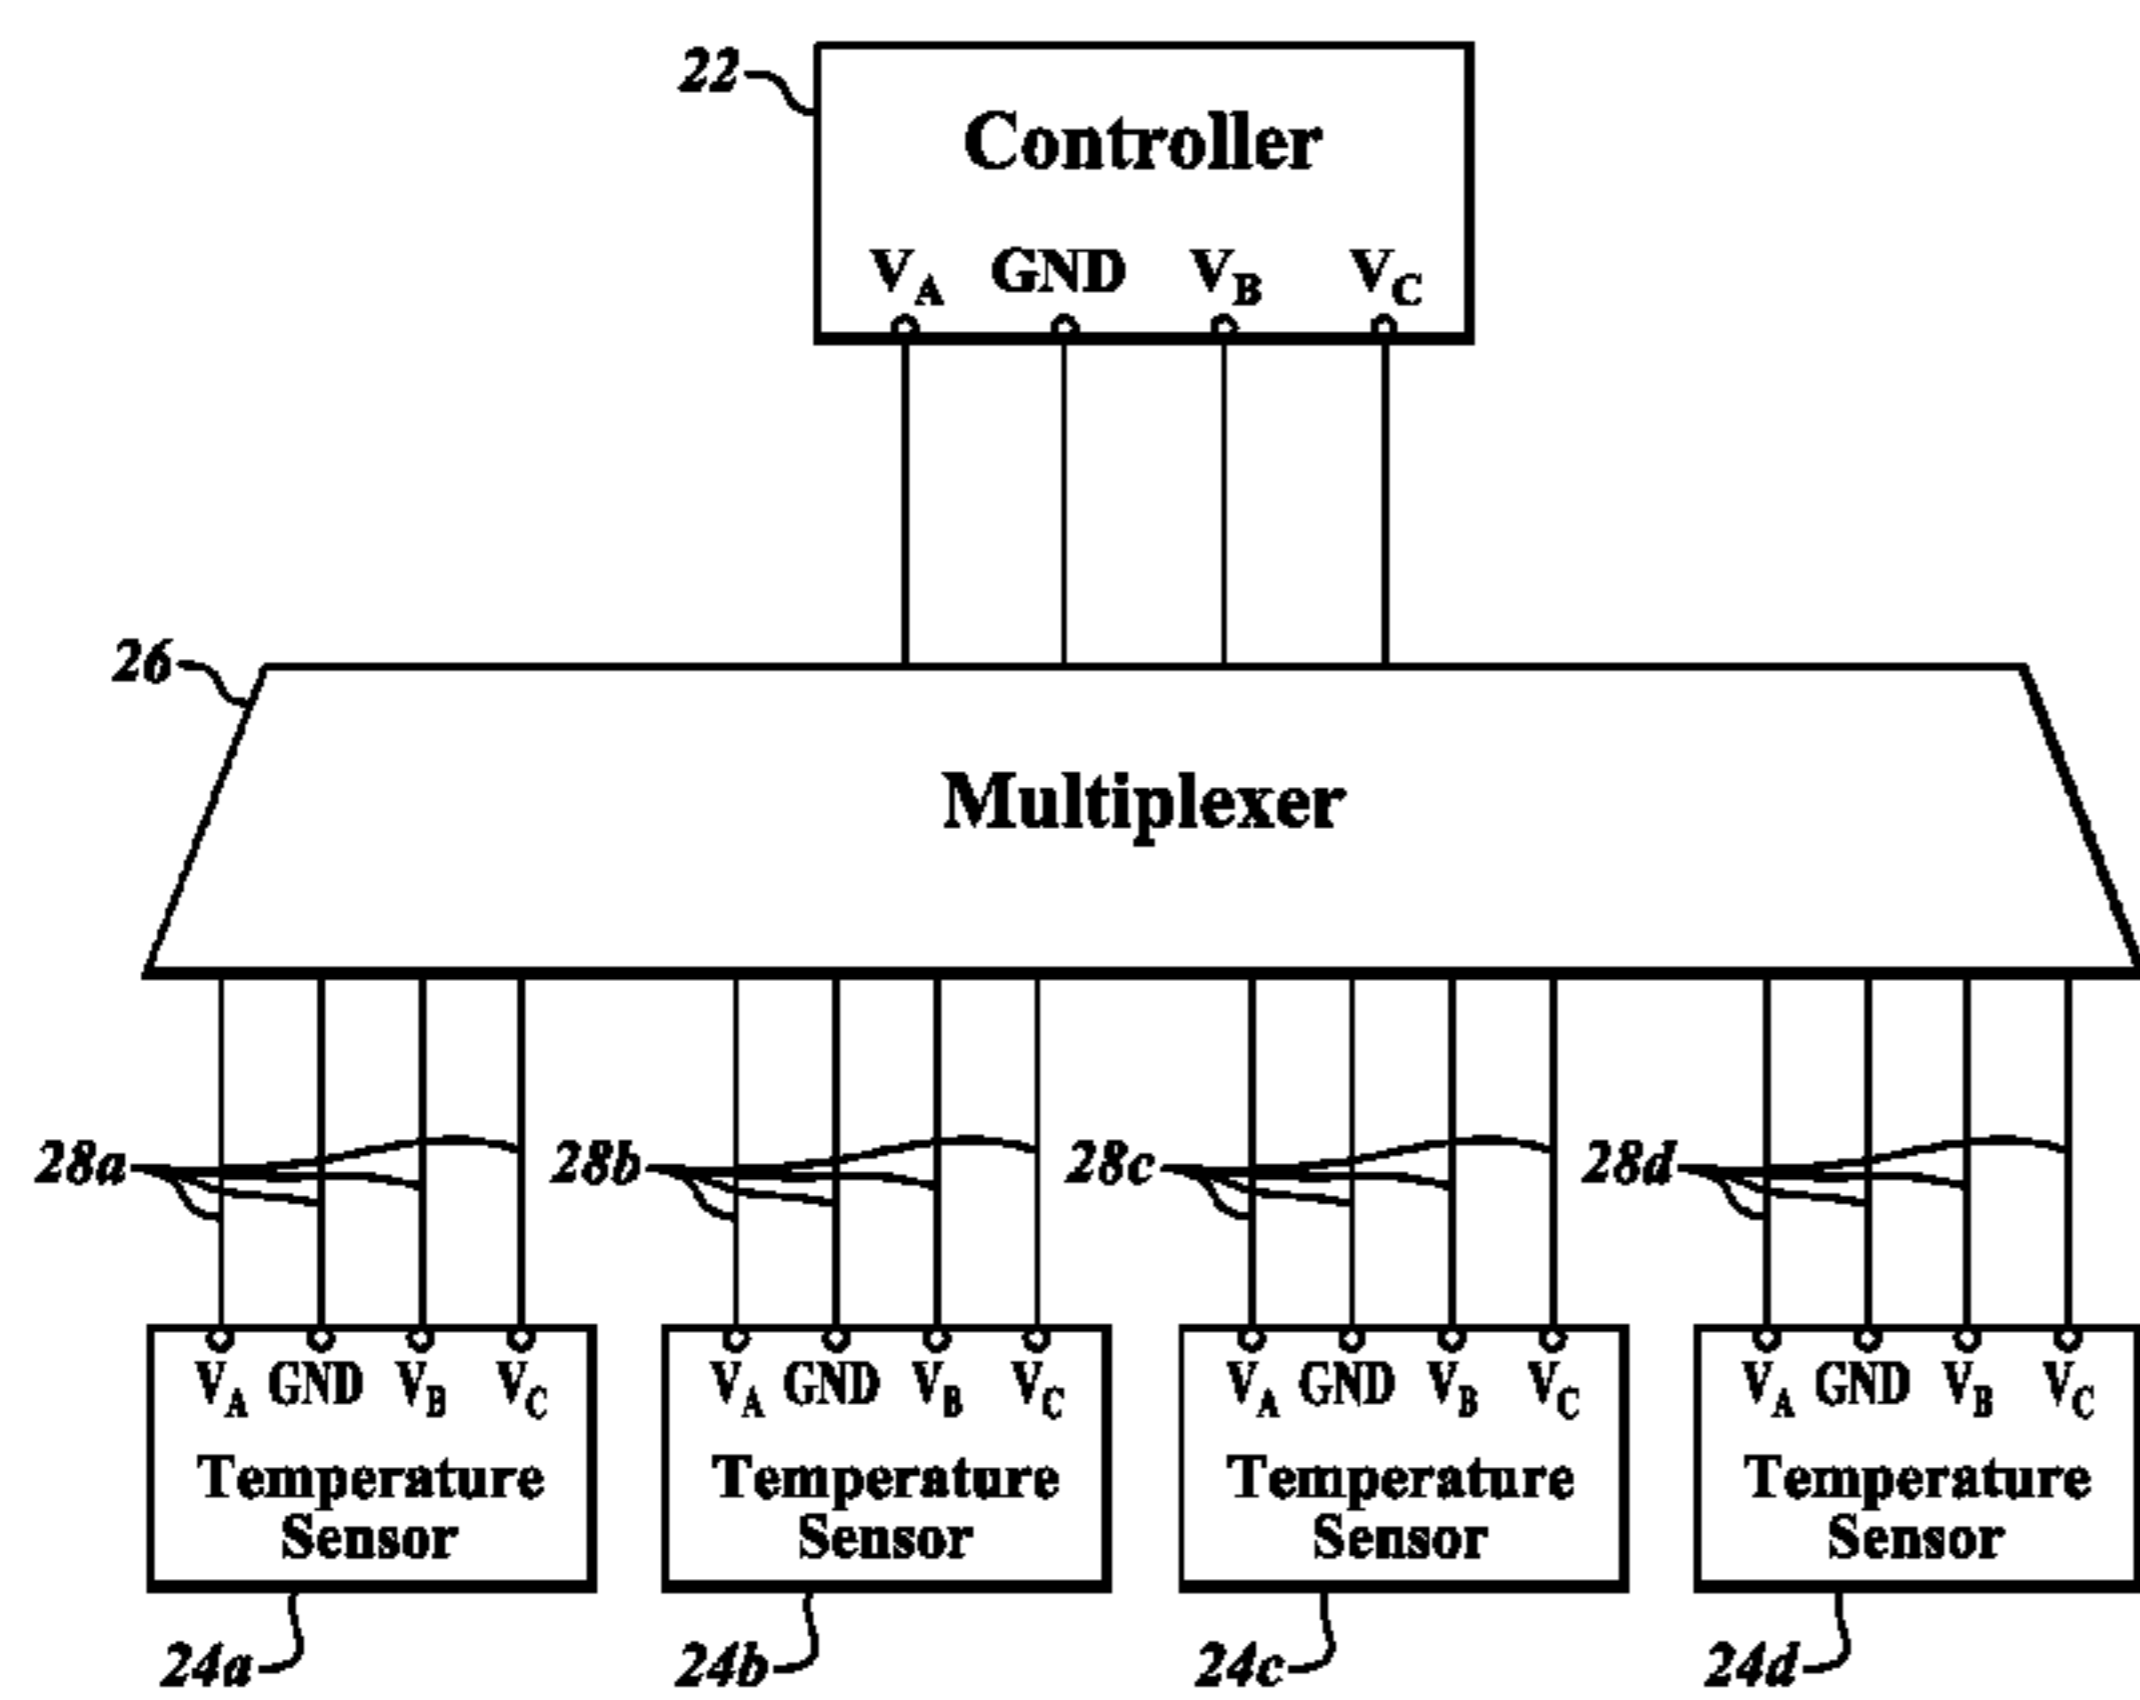 22
Controller
VA GND VB VC
26
Multiplexer
28a 28b 28c 28d
VA GND VB VC VA GND VB VC VA GND VB VC VA GND VB VC
Temperature Temperature Temperature Temperature
Sensor Sensor Sensor Sensor
24a 24b 24c 24d